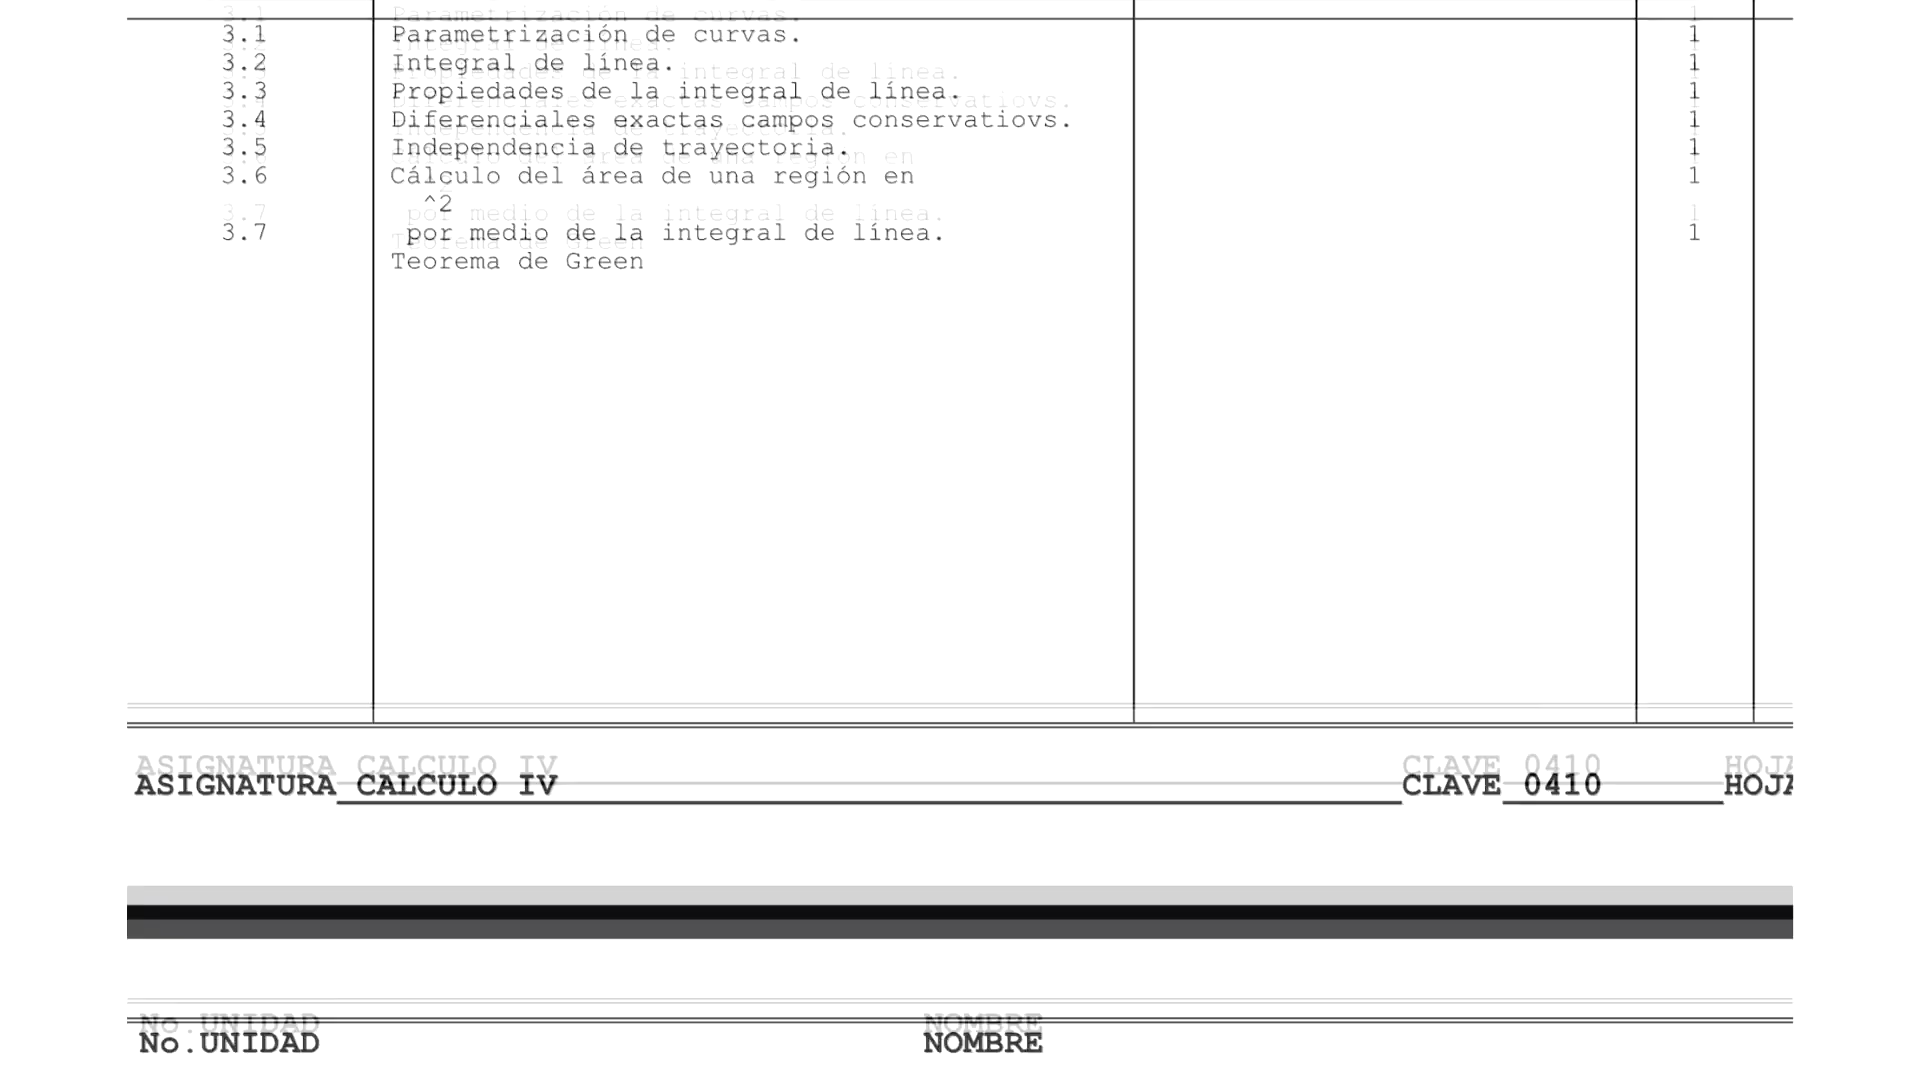 3.1 Parametrización de curvas. 1
3.2 Integral de línea. 1
3.3 Propiedades de la integral de línea. 1
3.4 Diferenciales exactas campos conservatiovs. 1
3.5 Independencia de trayectoria. 1
3.6 Cálculo del área de una región en 1
^2
3.7 por medio de la integral de línea. 1
Teorema de Green
ASIGNATURA CALCULO IV CLAVE 0410 HOJA
No.UNIDAD NOMBRE